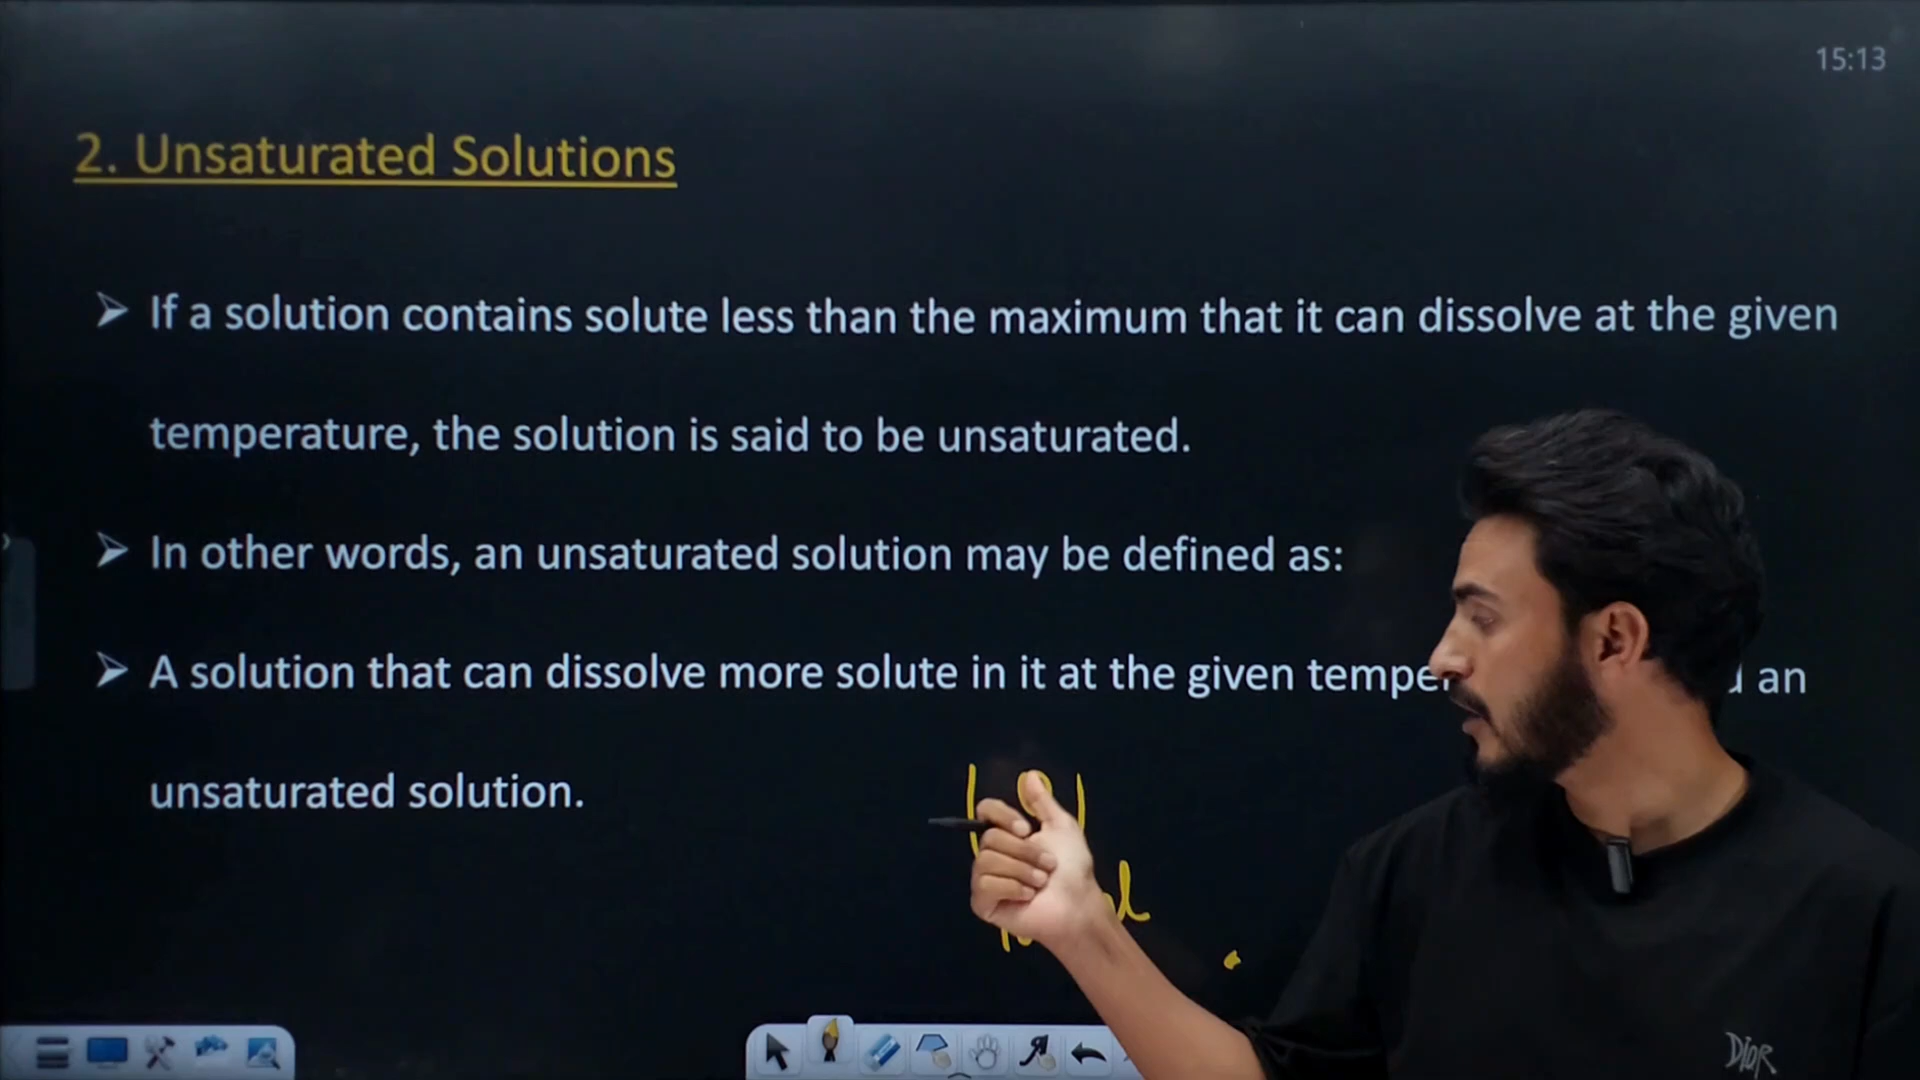 15:13
2. Unsaturated Solutions
➤ If a solution contains solute less than the maximum that it can dissolve at the given
temperature, the solution is said to be unsaturated.
➤ In other words, an unsaturated solution may be defined as:
➤ A solution that can dissolve more solute in it at the given an
unsaturated solution.
DIOR